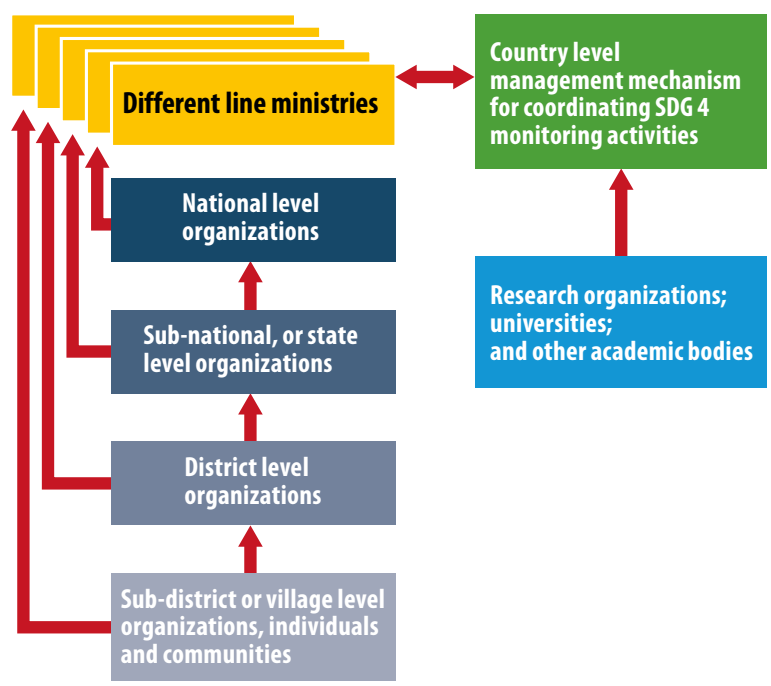 Different line ministries
Country level
management mechanism
for coordinating SDG 4
monitoring activities
National level
organizations
Research organizations;
universities;
and other academic bodies
Sub-national, or state
level organizations
District level
organizations
Sub-district or village level
organizations, individuals
and communities